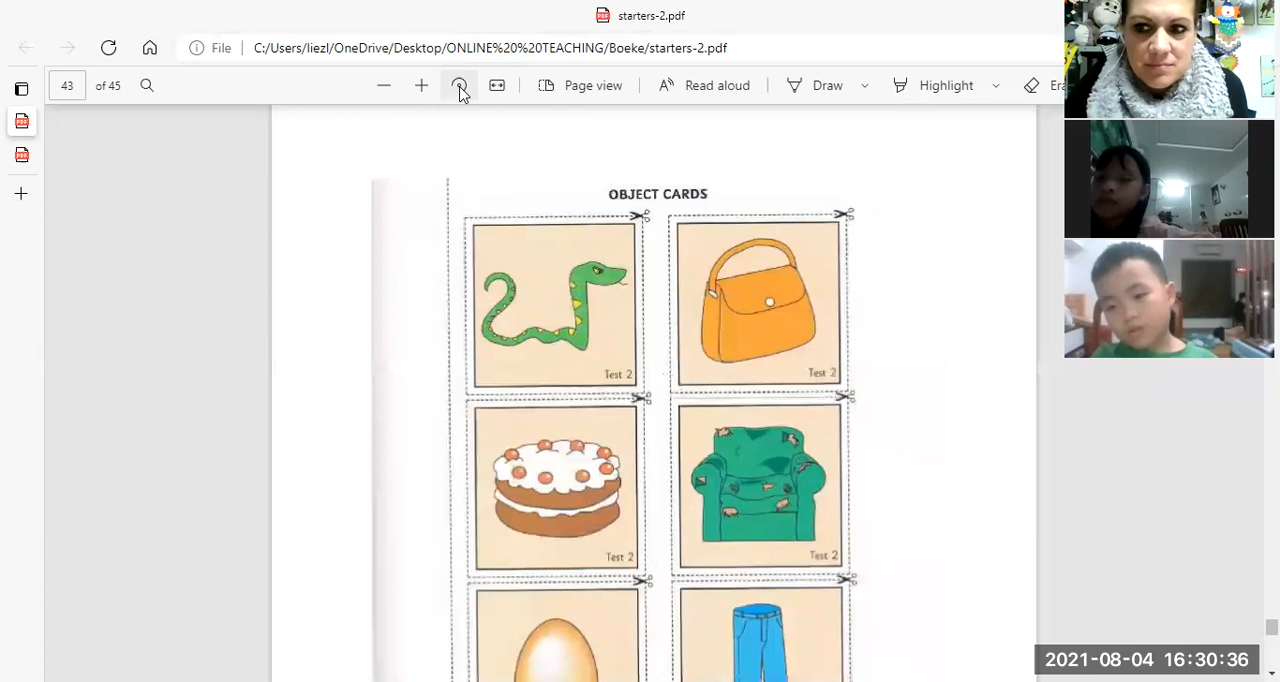 starters-2.pdf
File C:/Users/liezl/OneDrive/Desktop/ONLINE%20%20TEACHING/Boeke/starters-2.pdf
43 of 45 Page view Read aloud Draw Highlight Era
OBJECT CARDS
Test 2 Test 2
Test 2 Test 2
2021-08-04 16:30:36